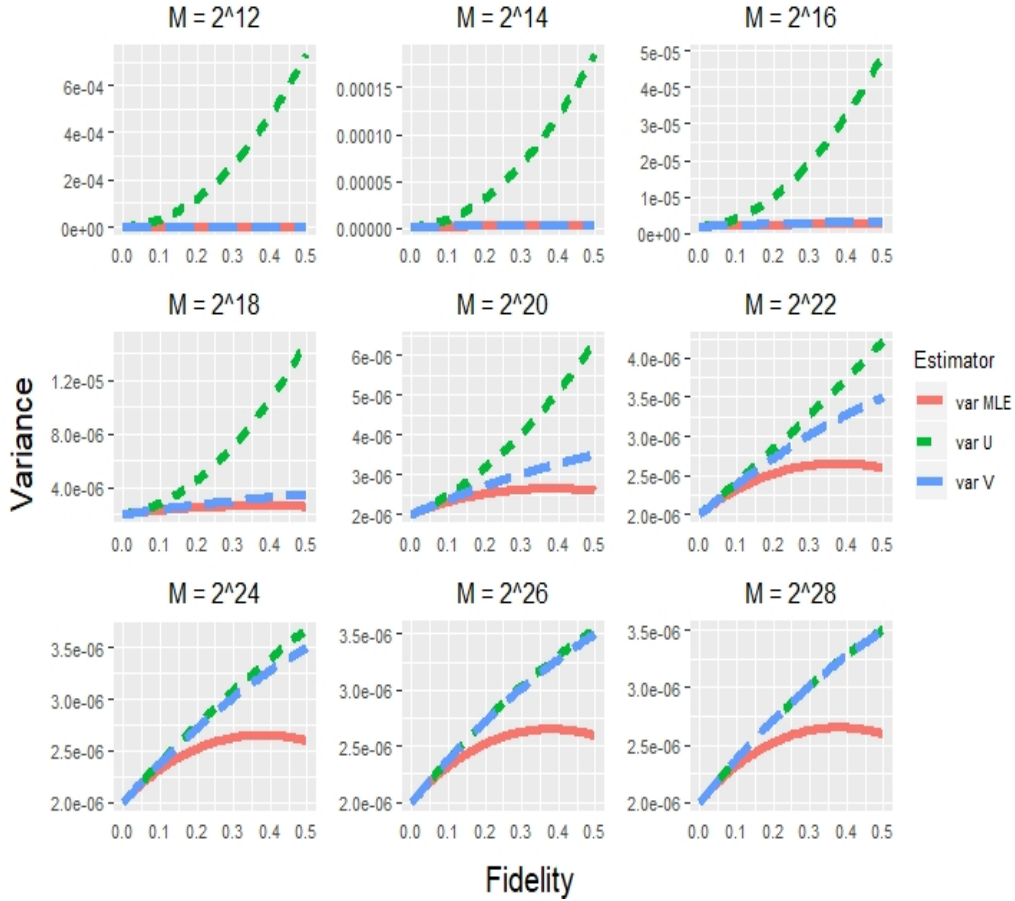 M = 2^12 M = 2^14 M = 2^16
6e-04
4e-04
2e-04
0e+00
0.00015
0.00010
0.00005
0.00000
5e-05
4e-05
3e-05
2e-05
1e-05
0e+00
0.0 0.1 0.2 0.3 0.4 0.5 0.0 0.1 0.2 0.3 0.4 0.5 0.0 0.1 0.2 0.3 0.4 0.5
M = 2^18 M = 2^20 M = 2^22
Variance
1.2e-05
8.0e-06
4.0e-06
6e-06
5e-06
4e-06
3e-06
2e-06
4.0e-06
3.5e-06
3.0e-06
2.5e-06
2.0e-06
0.0 0.1 0.2 0.3 0.4 0.5 0.0 0.1 0.2 0.3 0.4 0.5 0.0 0.1 0.2 0.3 0.4 0.5
Estimator
var MLE
var U
var V
M = 2^24 M = 2^26 M = 2^28
3.5e-06
3.0e-06
2.5e-06
2.0e-06
3.5e-06
3.0e-06
2.5e-06
2.0e-06
3.5e-06
3.0e-06
2.5e-06
2.0e-06
0.0 0.1 0.2 0.3 0.4 0.5 0.0 0.1 0.2 0.3 0.4 0.5 0.0 0.1 0.2 0.3 0.4 0.5
Fidelity